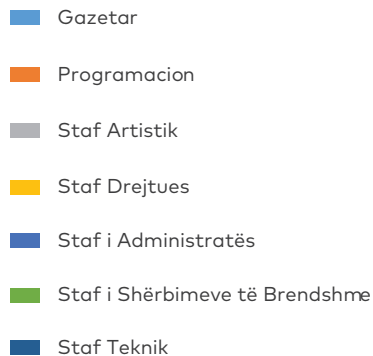 Gazetar
Programacion
Staf Artistik
Staf Drejtues
Staf i Administratës
Staf i Shërbimeve të Brendshme
Staf Teknik